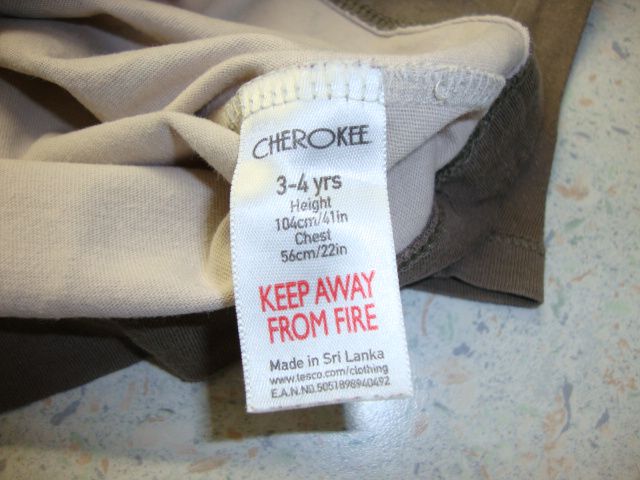 CHEROKEE
3-4 yrs
Height
104cm/41in
Chest
56cm/22in
KEEP AWAY
FROM FIRE
Made in Sri Lanka
www.tesco.com/clothing
E.A.N.NO.5051898940492